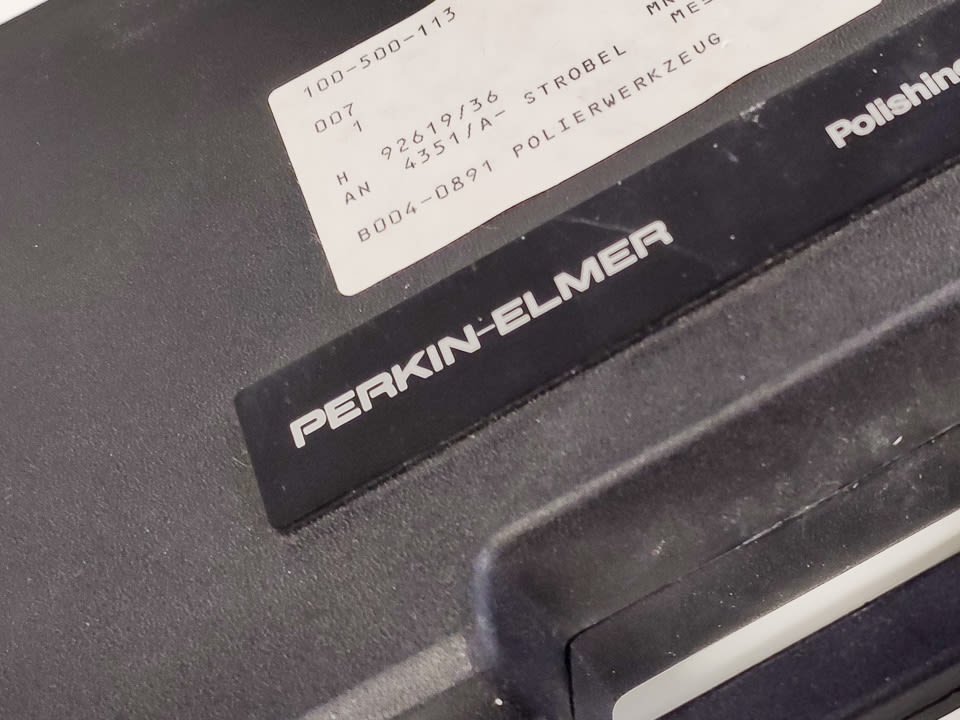 100-500-113
007
1
H 92619/36
AN 4351/A- STROBEL
B004-0891 POLIERWERKZEUG
PERKIN-ELMER
Polishing